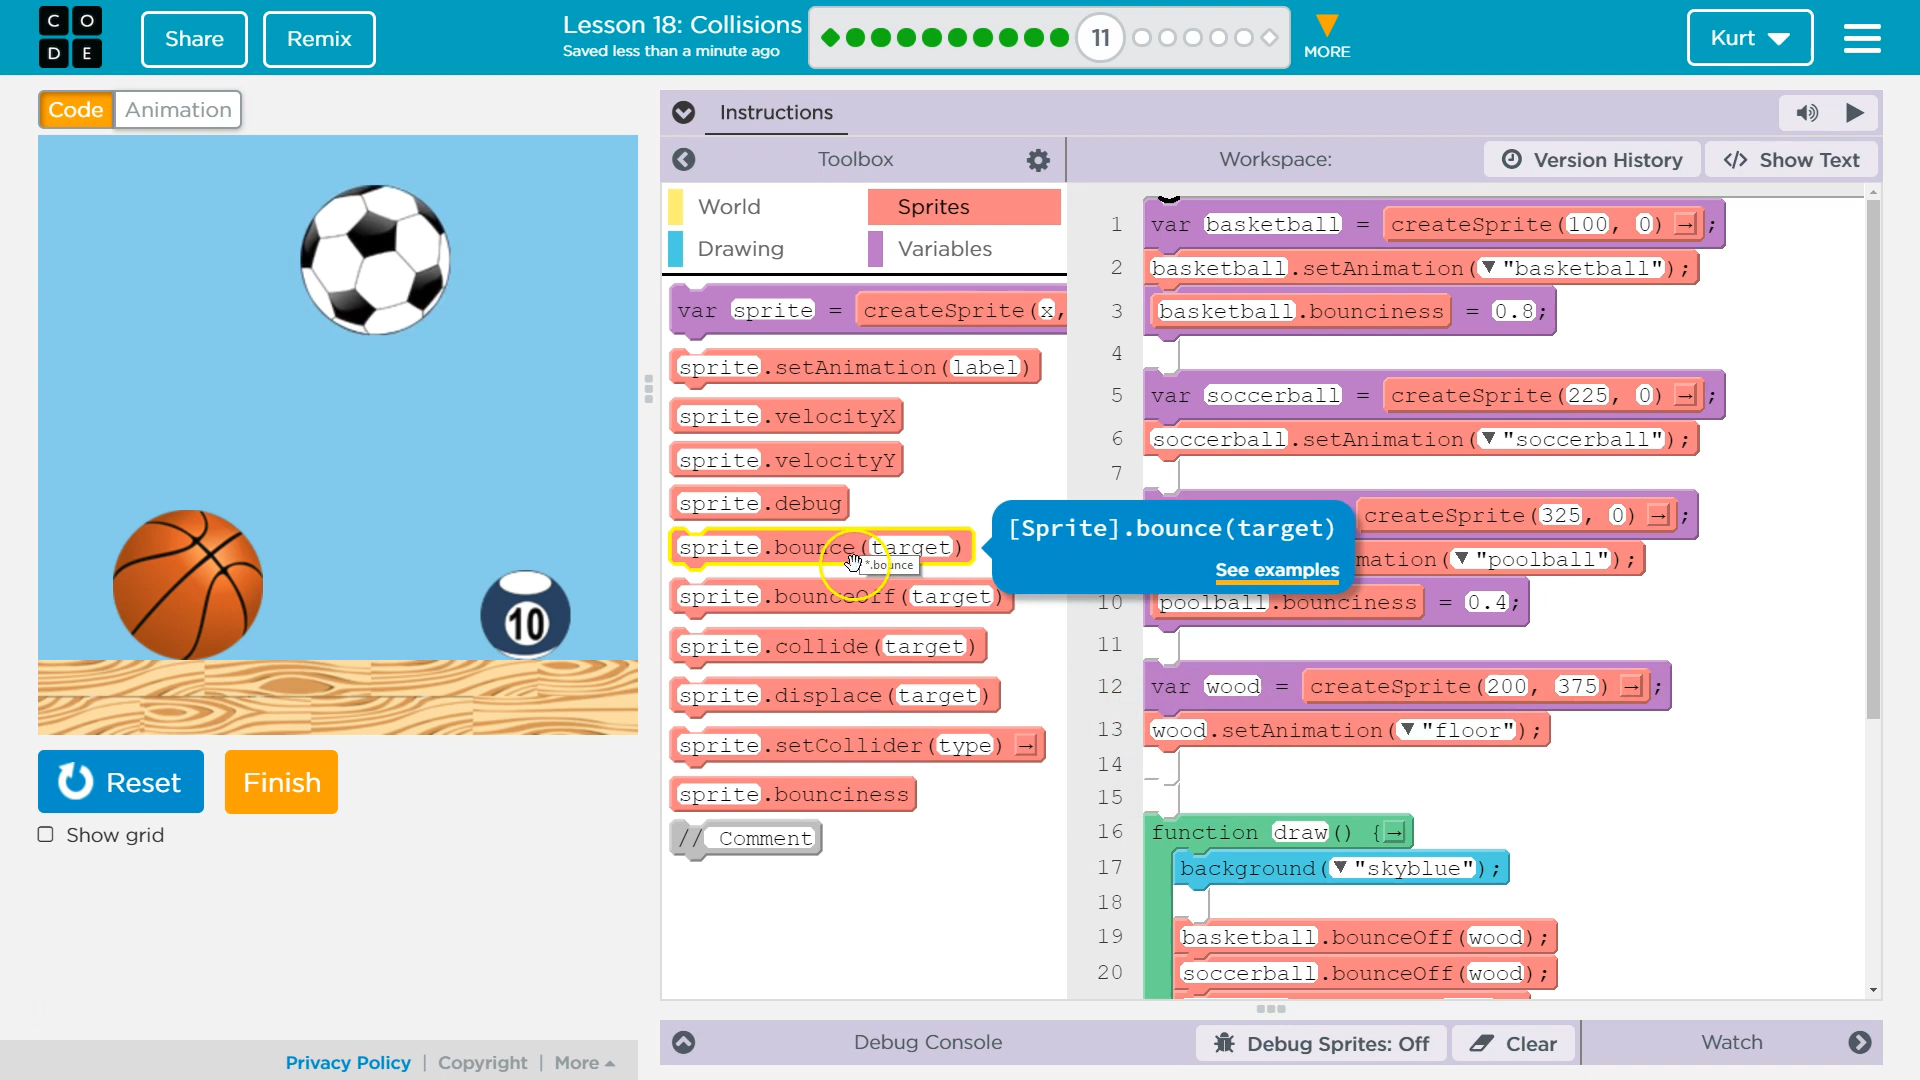 CODE
Share
Remix
Lesson 18: Collisions
Saved less than a minute ago
11
MORE
Kurt
Code
Animation
Instructions
Toolbox
Workspace:
Version History
</> Show Text
World
Sprites
Drawing
Variables
var sprite = createSprite(x,
sprite.setAnimation(label)
sprite.velocityX
sprite.velocityY
sprite.debug
sprite.bounce(target)
*.bounce
[Sprite].bounce(target)
See examples
sprite.bounceOff(target)
sprite.collide(target)
sprite.displace(target)
sprite.setCollider(type) →
sprite.bounciness
// Comment
1 var basketball = createSprite(100, 0) → ;
2 basketball.setAnimation(▼"basketball");
3 basketball.bounciness = 0.8;
4
5 var soccerball = createSprite(225, 0) → ;
6 soccerball.setAnimation(▼"soccerball");
7
createSprite(325, 0) → ;
mation(▼"poolball");
10 poolball.bounciness = 0.4;
11
12 var wood = createSprite(200, 375) → ;
13 wood.setAnimation(▼"floor");
14
15
16 function draw() {→
17 background(▼"skyblue");
18
19 basketball.bounceOff(wood);
20 soccerball.bounceOff(wood);
10
Reset
Finish
Show grid
Debug Console
Debug Sprites: Off
Clear
Watch
Privacy Policy | Copyright | More